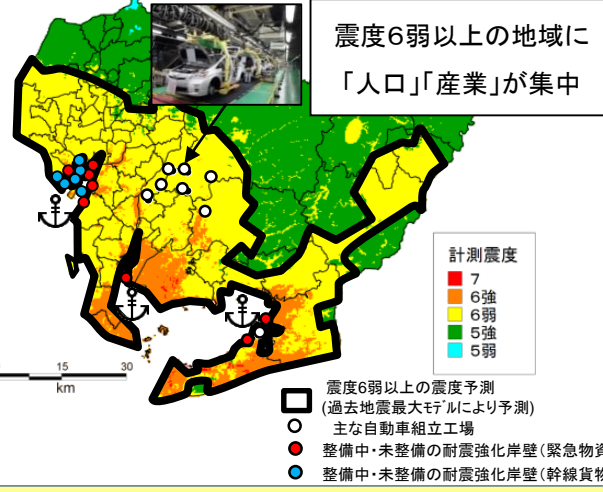 震度6弱以上の地域に
「人口」「産業」が集中
計測震度
7
6強
6弱
5強
5弱
15
30
km
震度6弱以上の震度予測
(過去地震最大ﾓﾃﾞﾙにより予測)
主な自動車組立工場
整備中・未整備の耐震強化岸壁(緊急物資
整備中・未整備の耐震強化岸壁(幹線貨物